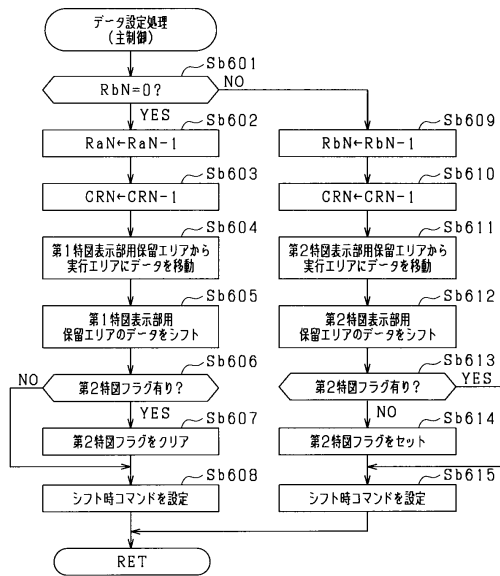 データ設定処理
(主制御)
Sb601
RbN=0?
NO
YES
Sb602
RaN←RaN-1
Sb603
CRN←CRN-1
Sb604
第1特図表示部用保留エリアから
実行エリアにデータを移動
Sb605
第1特図表示部用
保留エリアのデータをシフト
Sb606
NO
第2特図フラグ有り?
YES
Sb607
第2特図フラグをクリア
Sb608
シフト時コマンドを設定
Sb609
RbN←RbN-1
Sb610
CRN←CRN-1
Sb611
第2特図表示部用保留エリアから
実行エリアにデータを移動
Sb612
第2特図表示部用
保留エリアのデータをシフト
Sb613
第2特図フラグ有り?
YES
NO
Sb614
第2特図フラグをセット
Sb615
シフト時コマンドを設定
RET